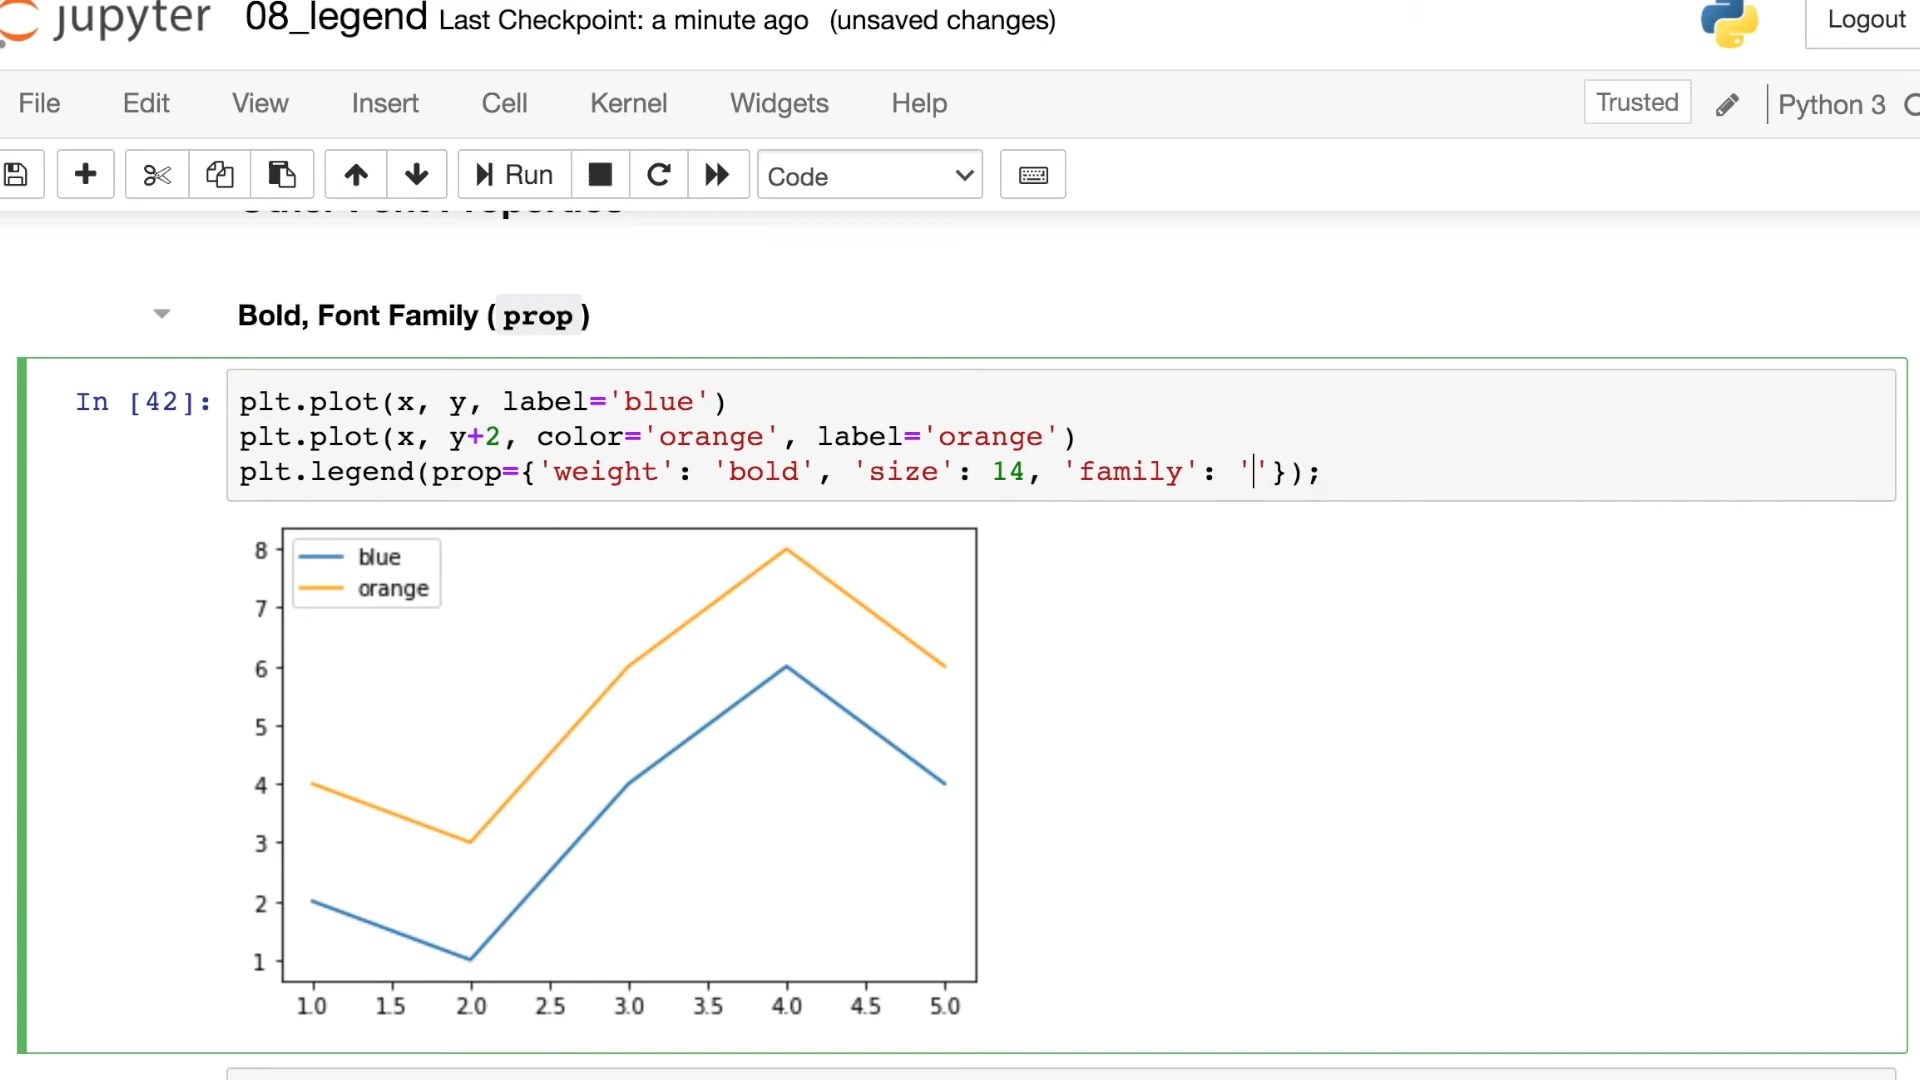 jupyter 08_legend Last Checkpoint: a minute ago (unsaved changes) Logout
File Edit View Insert Cell Kernel Widgets Help Trusted Python 3
Run Code
Other Font Properties
Bold, Font Family (prop)
In [42]:
plt.plot(x, y, label='blue')
plt.plot(x, y+2, color='orange', label='orange')
plt.legend(prop={'weight': 'bold', 'size': 14, 'family': ''});
blue
orange
8
7
6
5
4
3
2
1
1.0 1.5 2.0 2.5 3.0 3.5 4.0 4.5 5.0